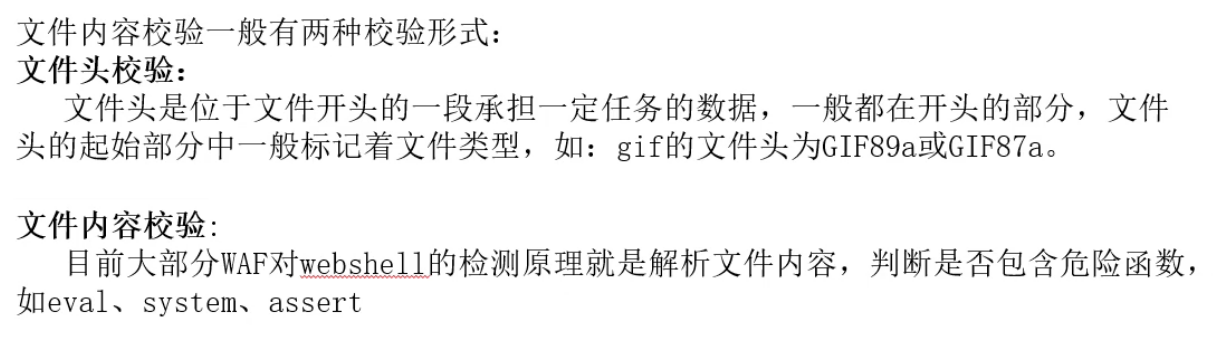 文件内容校验一般有两种校验形式：
文件头校验：
文件头是位于文件开头的一段承担一定任务的数据，一般都在开头的部分，文件
头的起始部分中一般标记着文件类型，如：gif的文件头为GIF89a或GIF87a。
文件内容校验:
目前大部分WAF对webshell的检测原理就是解析文件内容，判断是否包含危险函数，
如eval、system、assert